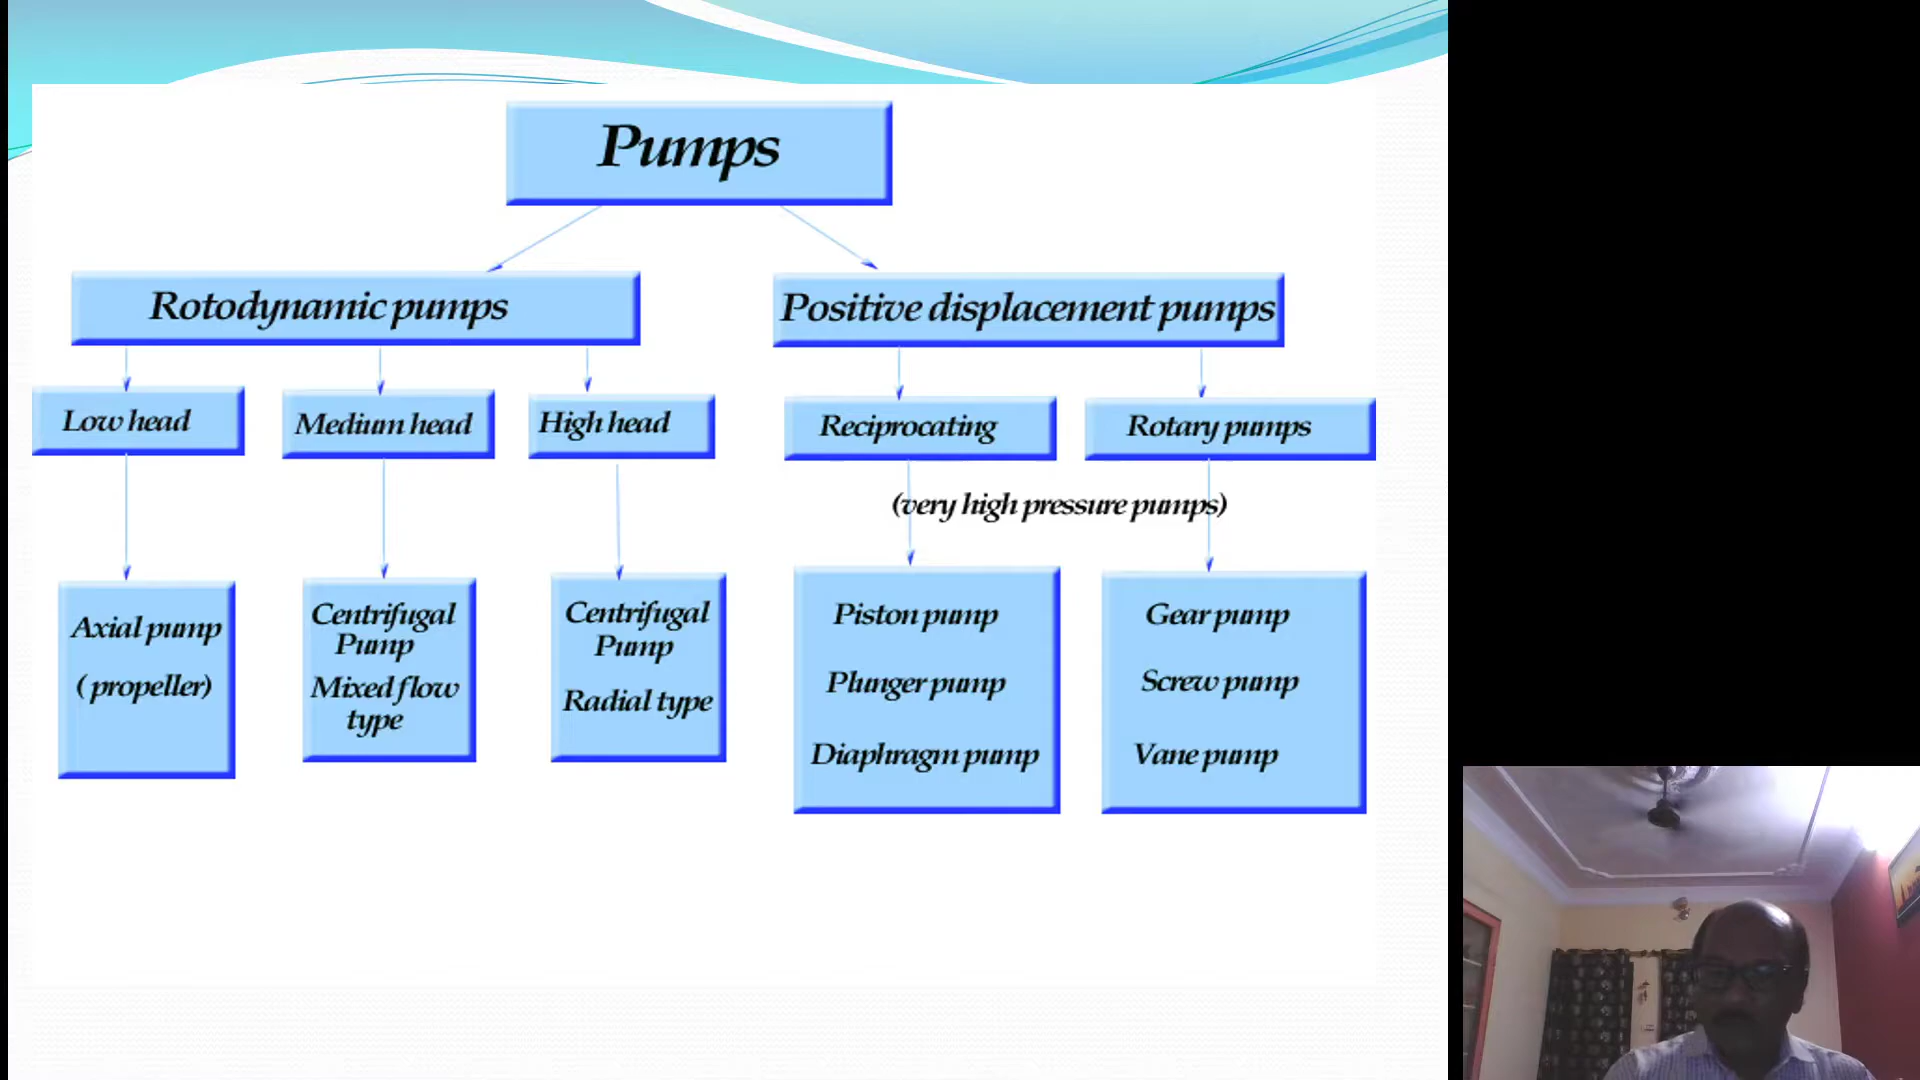 Pumps
Rotodynamic pumps
Positive displacement pumps
Low head
Medium head
High head
Reciprocating
Rotary pumps
(very high pressure pumps)
Axial pump
( propeller)
Centrifugal
Pump
Mixed flow
type
Centrifugal
Pump
Radial type
Piston pump
Plunger pump
Diaphragm pump
Gear pump
Screw pump
Vane pump